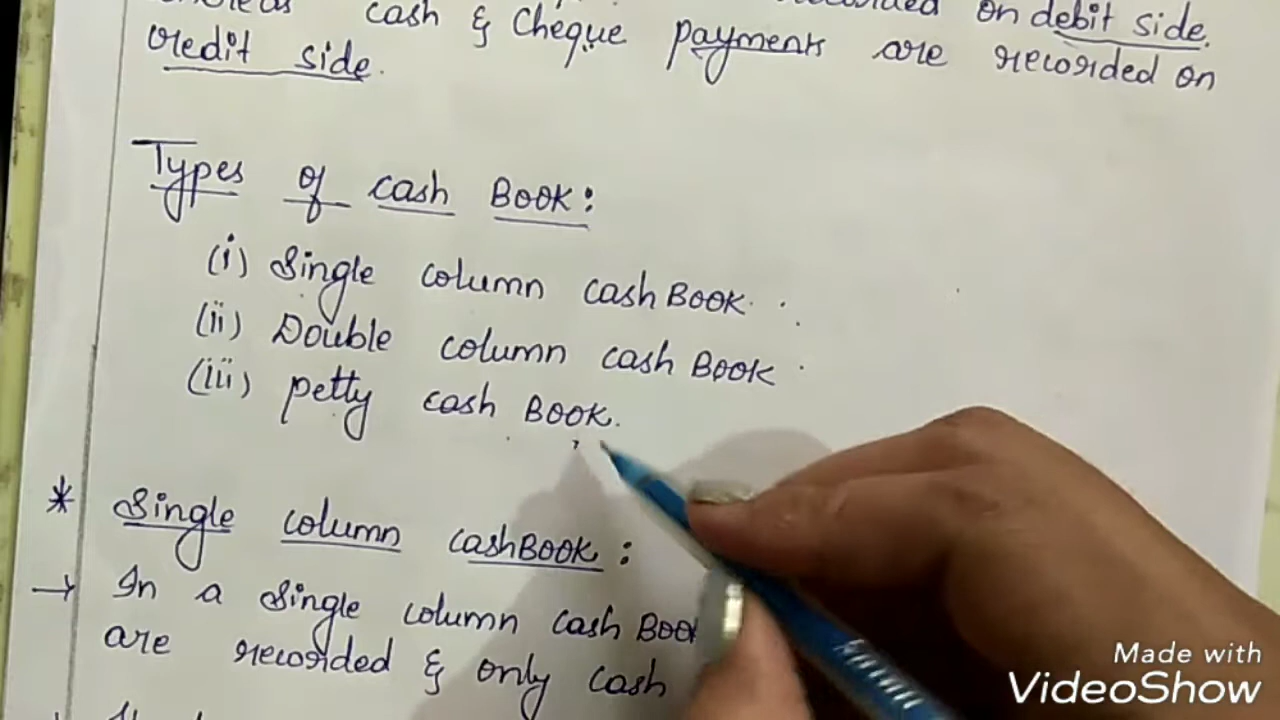 cash & Cheque payments are recorded on debit side.
credit side.
Types of cash Book:
(i) Single column cash Book.
(ii) Double column cash Book.
(iii) petty cash Book.
* Single column cashBook:
→ In a single column cash Book
are recorded & only cash
Made with
VideoShow